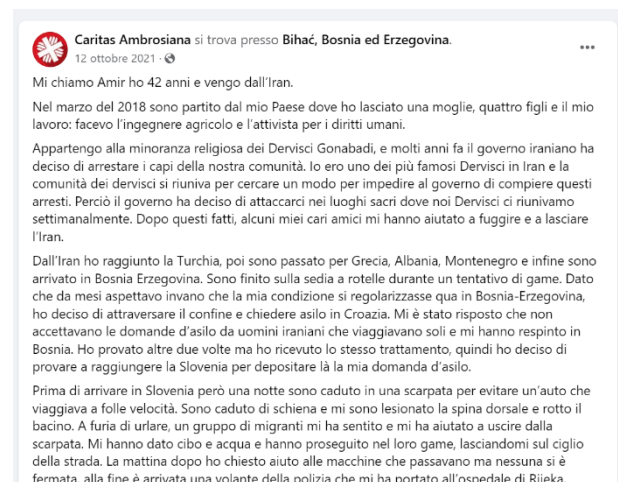 Caritas Ambrosiana si trova presso Bihać, Bosnia ed Erzegovina.
12 ottobre 2021 ·
Mi chiamo Amir ho 42 anni e vengo dall'Iran.
Nel marzo del 2018 sono partito dal mio Paese dove ho lasciato una moglie, quattro figli e il mio
lavoro: facevo l'ingegnere agricolo e l'attivista per i diritti umani.
Appartengo alla minoranza religiosa dei Dervisci Gonabadi, e molti anni fa il governo iraniano ha
deciso di arrestare i capi della nostra comunità. Io ero uno dei più famosi Dervisci in Iran e la
comunità dei dervisci si riuniva per cercare un modo per impedire al governo di compiere questi
arresti. Perciò il governo ha deciso di attaccarci nei luoghi sacri dove noi Dervisci ci riunivamo
settimanalmente. Dopo questi fatti, alcuni miei cari amici mi hanno aiutato a fuggire e a lasciare
l'Iran.
Dall'Iran ho raggiunto la Turchia, poi sono passato per Grecia, Albania, Montenegro e infine sono
arrivato in Bosnia Erzegovina. Sono finito sulla sedia a rotelle durante un tentativo di game. Dato
che da mesi aspettavo invano che la mia condizione si regolarizzasse qua in Bosnia-Erzegovina,
ho deciso di attraversare il confine e chiedere asilo in Croazia. Mi è stato risposto che non
accettavano le domande d'asilo da uomini iraniani che viaggiavano soli e mi hanno respinto in
Bosnia. Ho provato altre due volte ma ho ricevuto lo stesso trattamento, quindi ho deciso di
provare a raggiungere la Slovenia per depositare là la mia domanda d'asilo.
Prima di arrivare in Slovenia però una notte sono caduto in una scarpata per evitare un'auto che
viaggiava a folle velocità. Sono caduto di schiena e mi sono lesionato la spina dorsale e rotto il
bacino. A furia di urlare, un gruppo di migranti mi ha sentito e mi ha aiutato a uscire dalla
scarpata. Mi hanno dato cibo e acqua e hanno proseguito nel loro game, lasciandomi sul ciglio
della strada. La mattina dopo ho chiesto aiuto alle macchine che passavano ma nessuna si è
fermata, alla fine è arrivata una volante della polizia che mi ha portato all'ospedale di Rijeka.